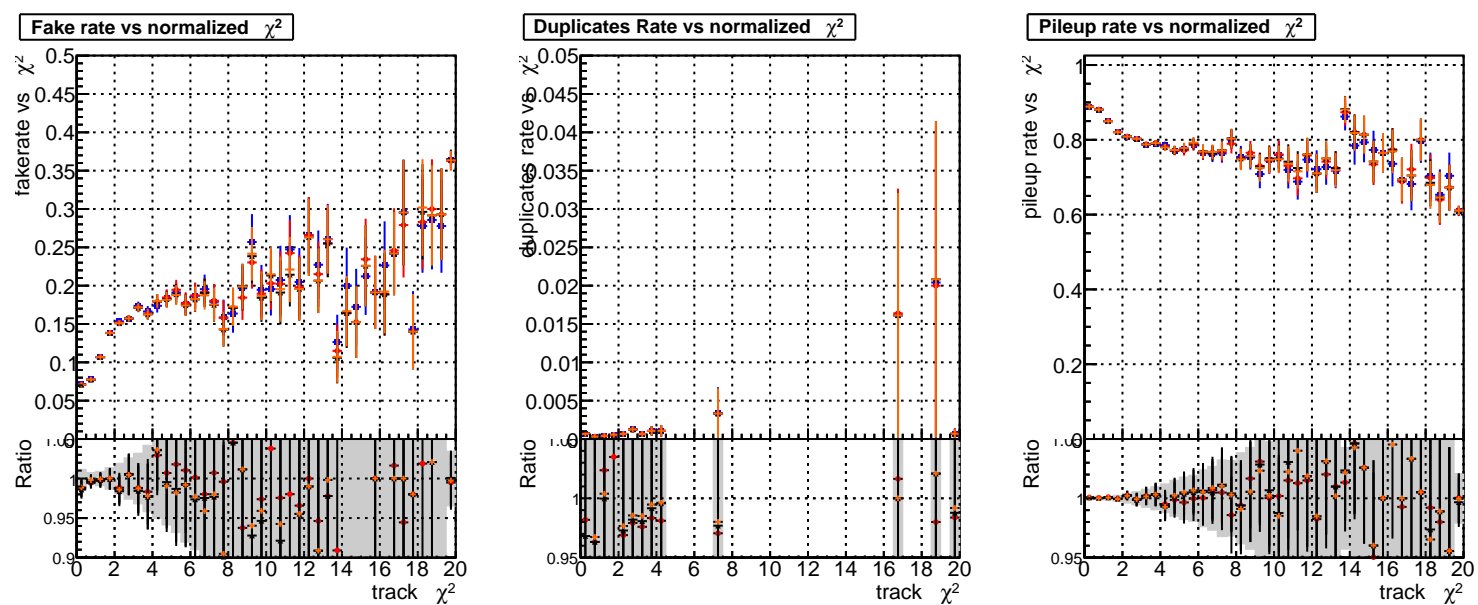 Fake rate vs normalized χ²
fakerate vs χ²
0.5
0.45
0.4
0.35
0.3
0.25
0.2
0.15
0.1
0.05
Ratio
1
0.95
0.9
0 2 4 6 8 10 12 14 16 18 20
track χ²
Duplicates Rate vs normalized χ²
duplicates rate vs χ²
0.05
0.045
0.04
0.035
0.03
0.025
0.02
0.015
0.01
0.005
0
Ratio
1
0.95
0 2 4 6 8 10 12 14 16 18 20
track χ²
Pileup rate vs normalized χ²
pileup rate vs χ²
1
0.8
0.6
0.4
0.2
0
Ratio
1
0.95
0 2 4 6 8 10 12 14 16 18 20
track χ²